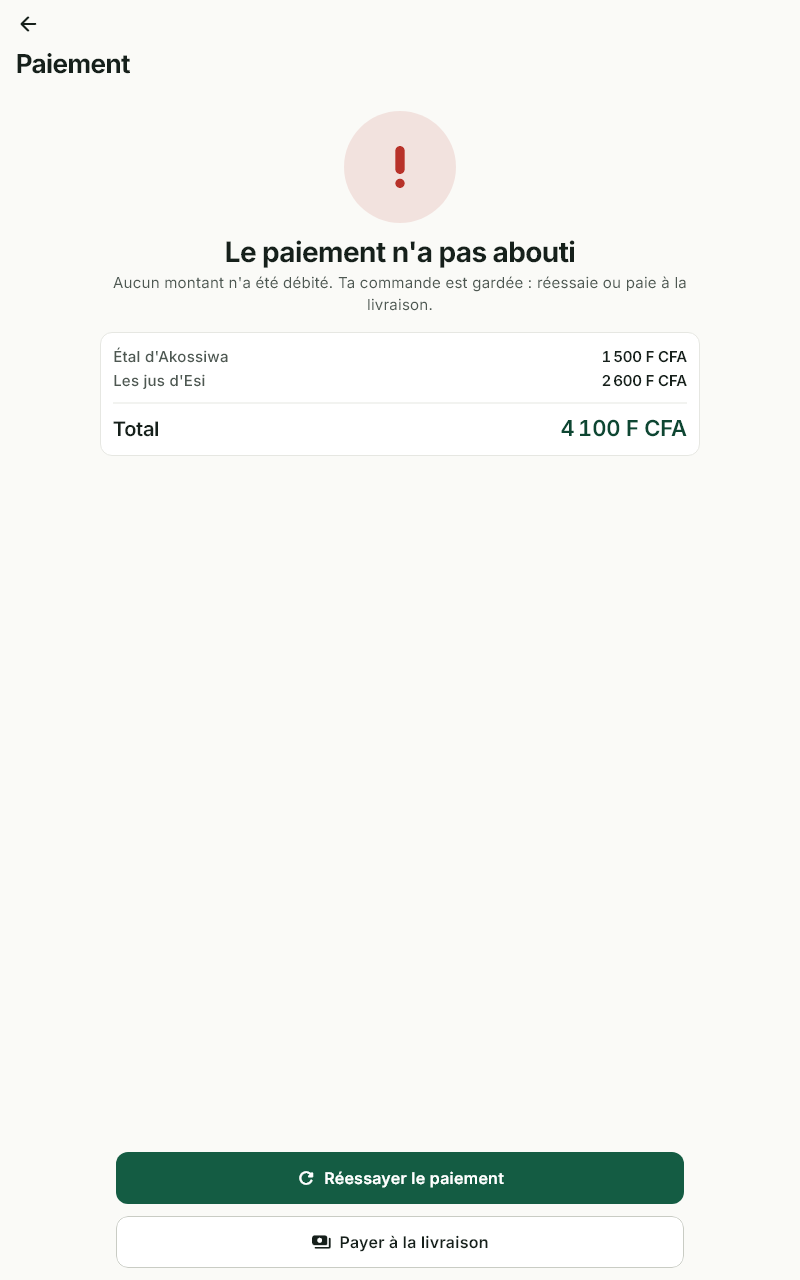 Paiement
Le paiement n'a pas abouti
Aucun montant n'a été débité. Ta commande est gardée : réessaie ou paie à la
livraison.
Étal d'Akossiwa 1 500 F CFA
Les jus d'Esi 2 600 F CFA
Total 4 100 F CFA
Réessayer le paiement
Payer à la livraison